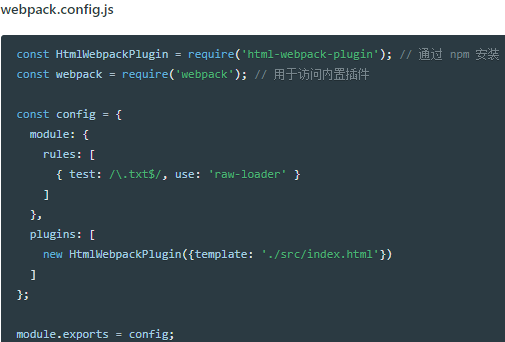 webpack.config.js
const HtmlWebpackPlugin = require('html-webpack-plugin'); // 通过 npm 安装
const webpack = require('webpack'); // 用于访问内置插件
const config = {
  module: {
    rules: [
      { test: /\.txt$/, use: 'raw-loader' }
    ]
  },
  plugins: [
    new HtmlWebpackPlugin({template: './src/index.html'})
  ]
};
module.exports = config;